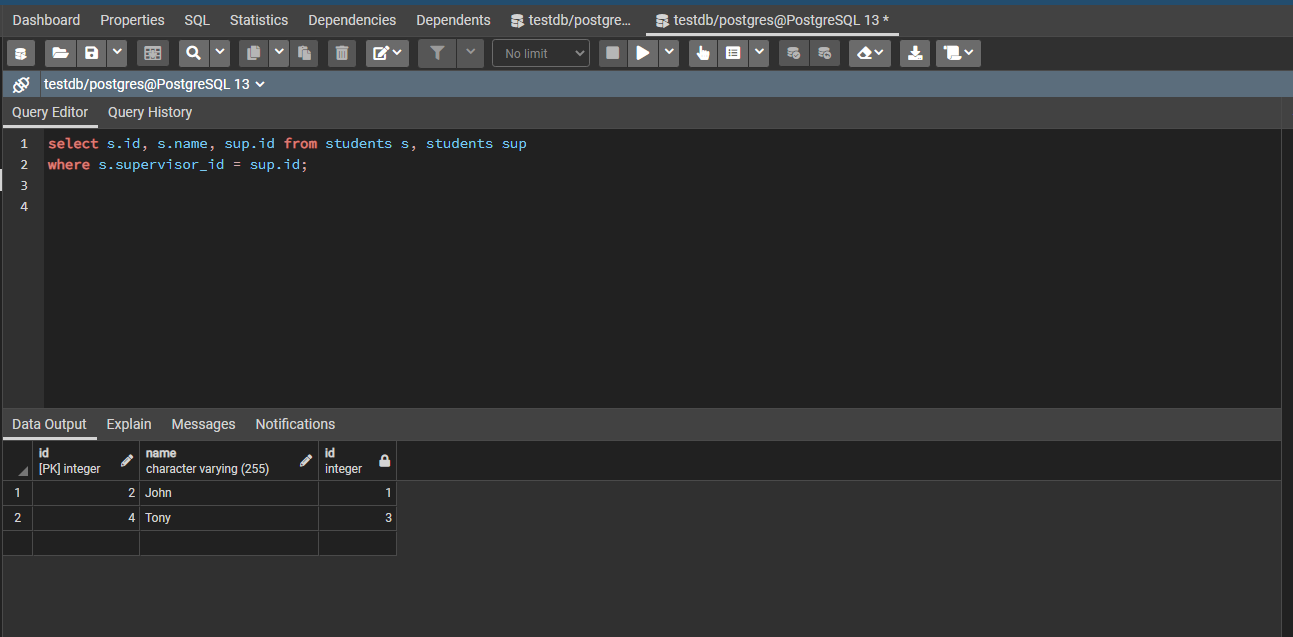 Dashboard Properties SQL Statistics Dependencies Dependents testdb/postgre... testdb/postgres@PostgreSQL 13 *
No limit
testdb/postgres@PostgreSQL 13
Query Editor Query History
1 select s.id, s.name, sup.id from students s, students sup
2 where s.supervisor_id = sup.id;
3
4
Data Output Explain Messages Notifications
id name id
[PK] integer character varying (255) integer
1 2 John 1
2 4 Tony 3